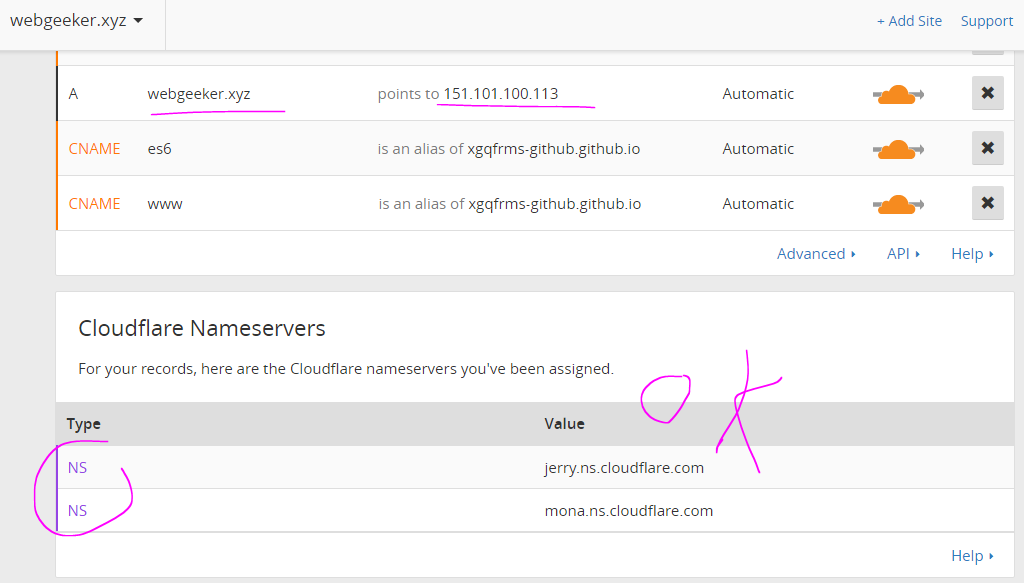 webgeeker.xyz + Add Site Support
A webgeeker.xyz points to 151.101.100.113 Automatic
CNAME es6 is an alias of xgqfrms-github.github.io Automatic
CNAME www is an alias of xgqfrms-github.github.io Automatic
Advanced API Help
Cloudflare Nameservers
For your records, here are the Cloudflare nameservers you've been assigned.
Type Value
NS jerry.ns.cloudflare.com
NS mona.ns.cloudflare.com
Help